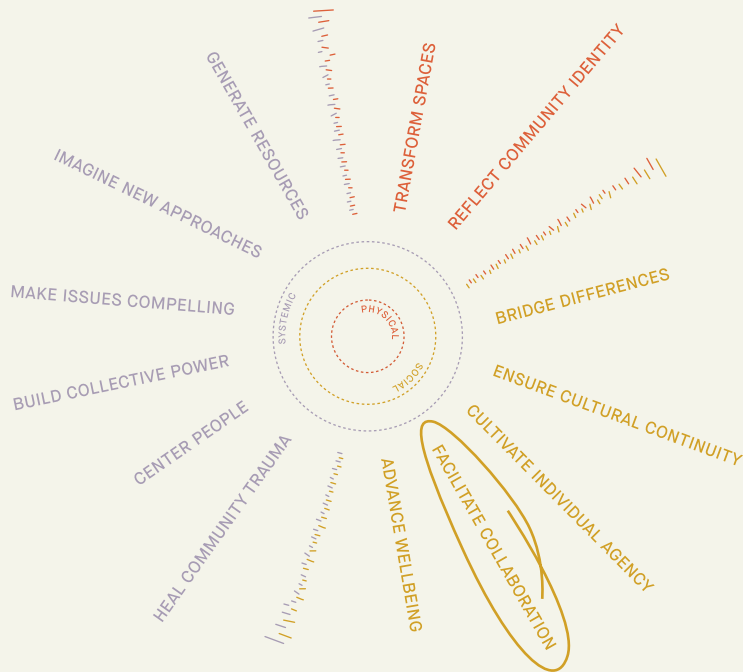 TRANSFORM SPACES
REFLECT COMMUNITY IDENTITY
BRIDGE DIFFERENCES
ENSURE CULTURAL CONTINUITY
CULTIVATE INDIVIDUAL AGENCY
FACILITATE COLLABORATION
ADVANCE WELLBEING
HEAL COMMUNITY TRAUMA
CENTER PEOPLE
BUILD COLLECTIVE POWER
MAKE ISSUES COMPELLING
IMAGINE NEW APPROACHES
GENERATE RESOURCES
SYSTEMIC
PHYSICAL
SOCIAL